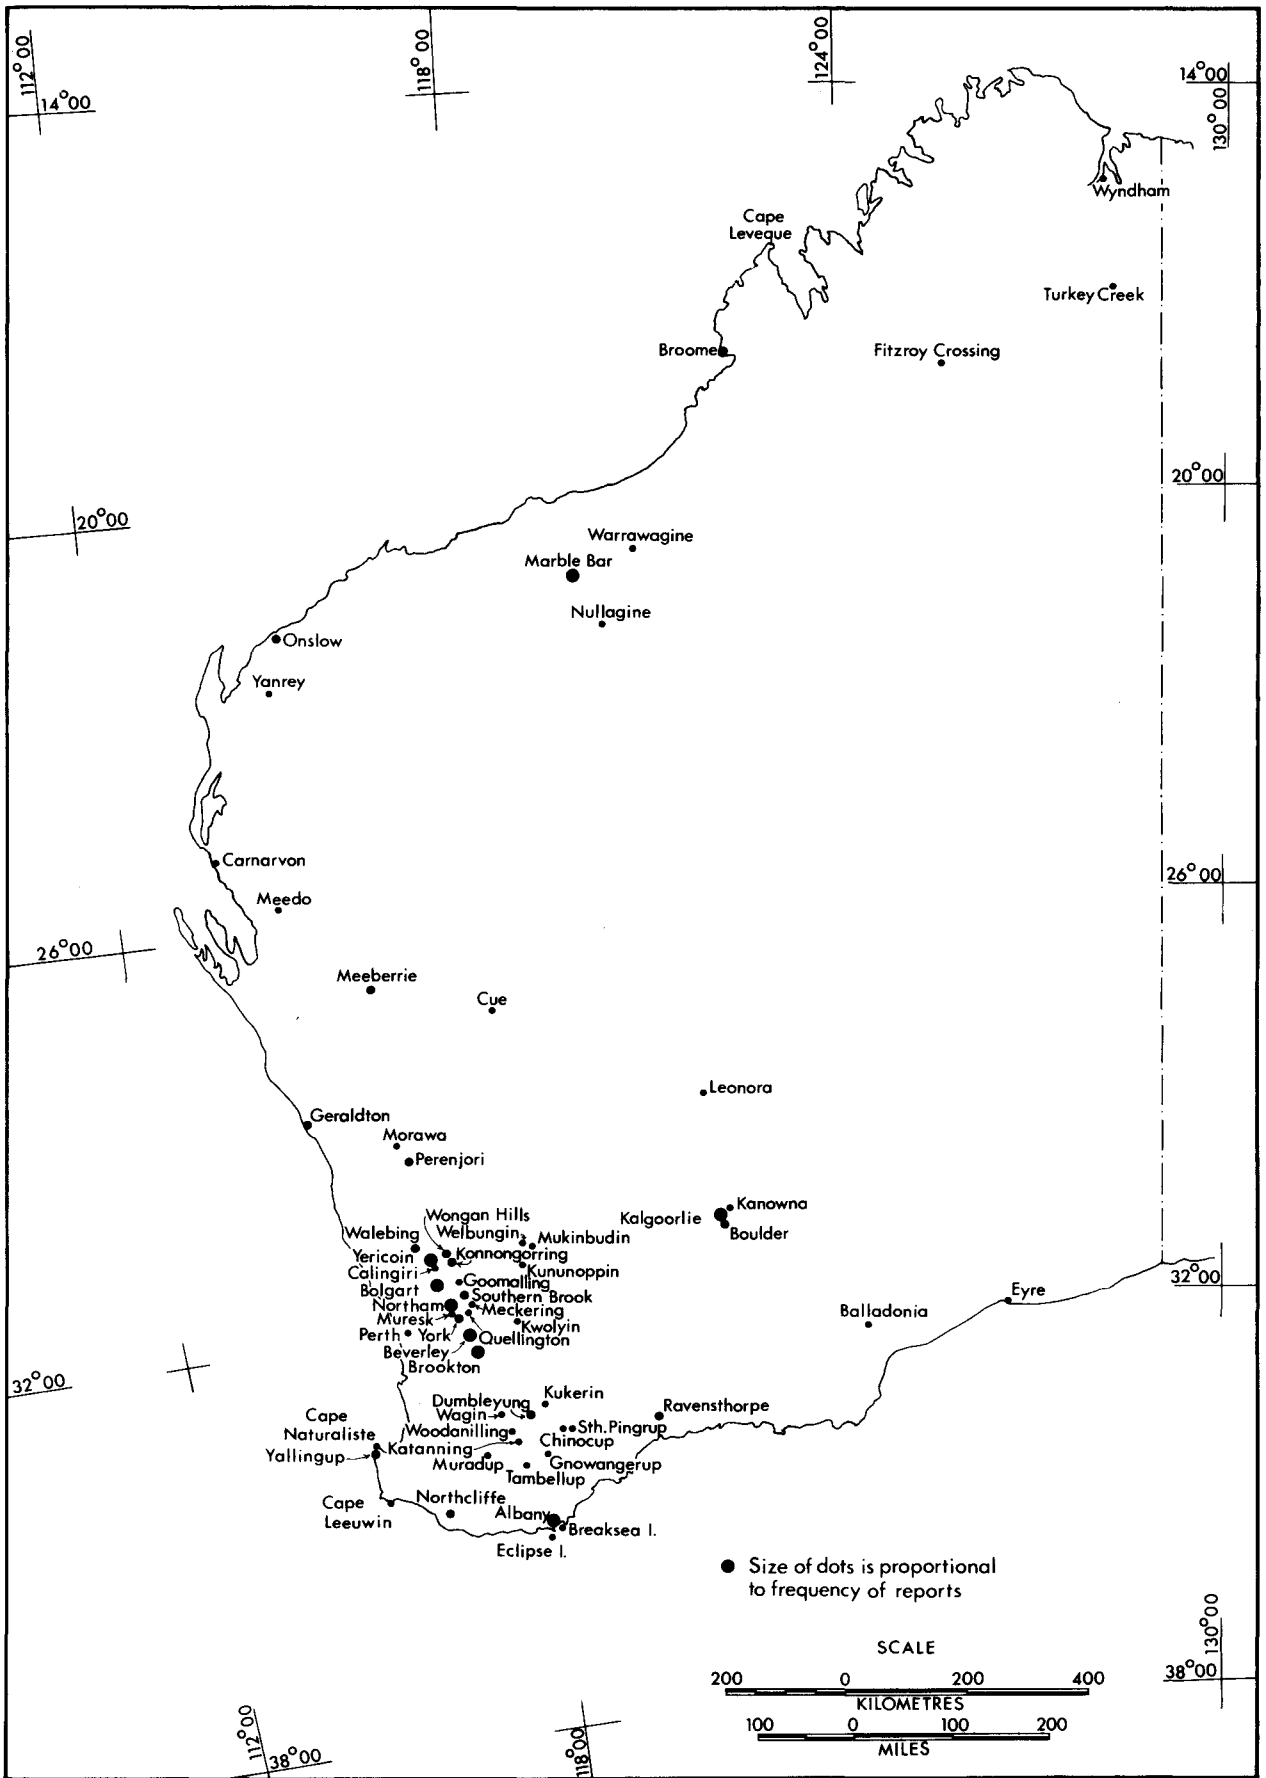 112°00
118°00
124°00
14°00
14°00
130°00
Wyndham
Cape
Leveque
Turkey Creek
Broome
Fitzroy Crossing
20°00
20°00
Warrawagine
Marble Bar
Nullagine
Onslow
Yanrey
Carnarvon
26°00
Meedo
26°00
Meeberrie
Cue
Leonora
Geraldton
Morawa
Perenjori
Kanowna
Kalgoorlie
Boulder
Wongan Hills
Welbungin
Mukinbudin
Walebing
Yericoin
Konnongorring
Calingiri
Kununoppin
Bolgart
Goomalling
Southern Brook
Northam
Meckering
Muresk
Kwolyin
Perth
York
Quellington
Beverley
Brookton
32°00
Eyre
Balladonia
32°00
Dumbleyung
Kukerin
Wagin
Ravensthorpe
Cape
Naturaliste
Woodanilling
Sth. Pingrup
Katanning
Chinocup
Yallingup
Muradup
Gnowangerup
Tambellup
Cape
Leeuwin
Northcliffe
Albany
Breaksea I.
Eclipse I.
Size of dots is proportional
to frequency of reports
SCALE
200 0 200 400
KILOMETRES
100 0 100 200
MILES
130°00
38°00
112°00
38°00
118°00